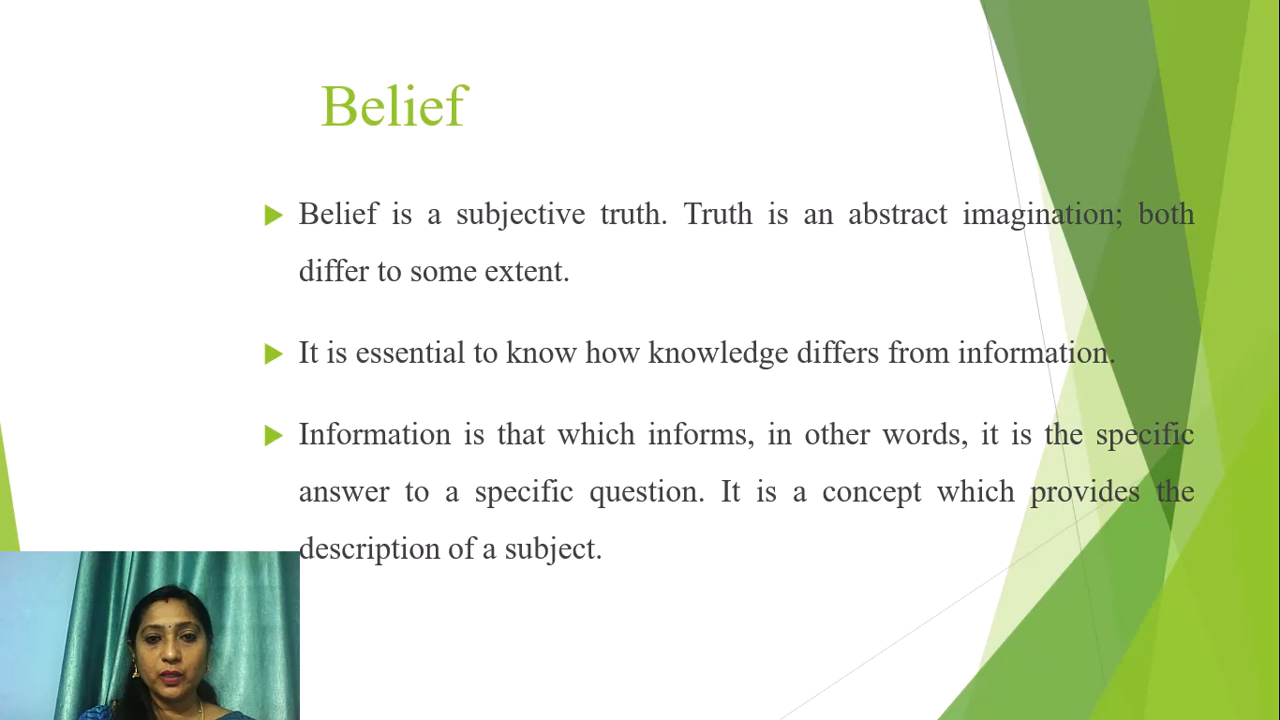 Belief
Belief is a subjective truth. Truth is an abstract imagination; both
differ to some extent.
It is essential to know how knowledge differs from information.
Information is that which informs, in other words, it is the specific
answer to a specific question. It is a concept which provides the
description of a subject.